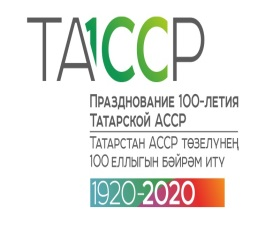 ТА1ССР
Празднование 100-летия
Татарской АССР
Татарстан АССР төзелүнең
100 еллыгын бәйрәм итү
1920-2020